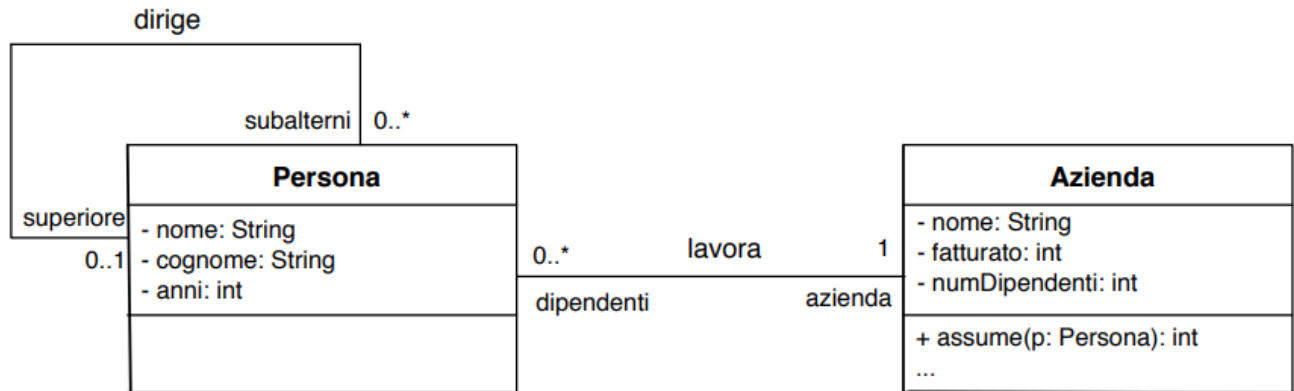 dirige
subalterni 0..*
Persona
superiore
0..1
- nome: String
- cognome: String
- anni: int
0..* lavora 1
dipendenti azienda
Azienda
- nome: String
- fatturato: int
- numDipendenti: int
+ assume(p: Persona): int
...